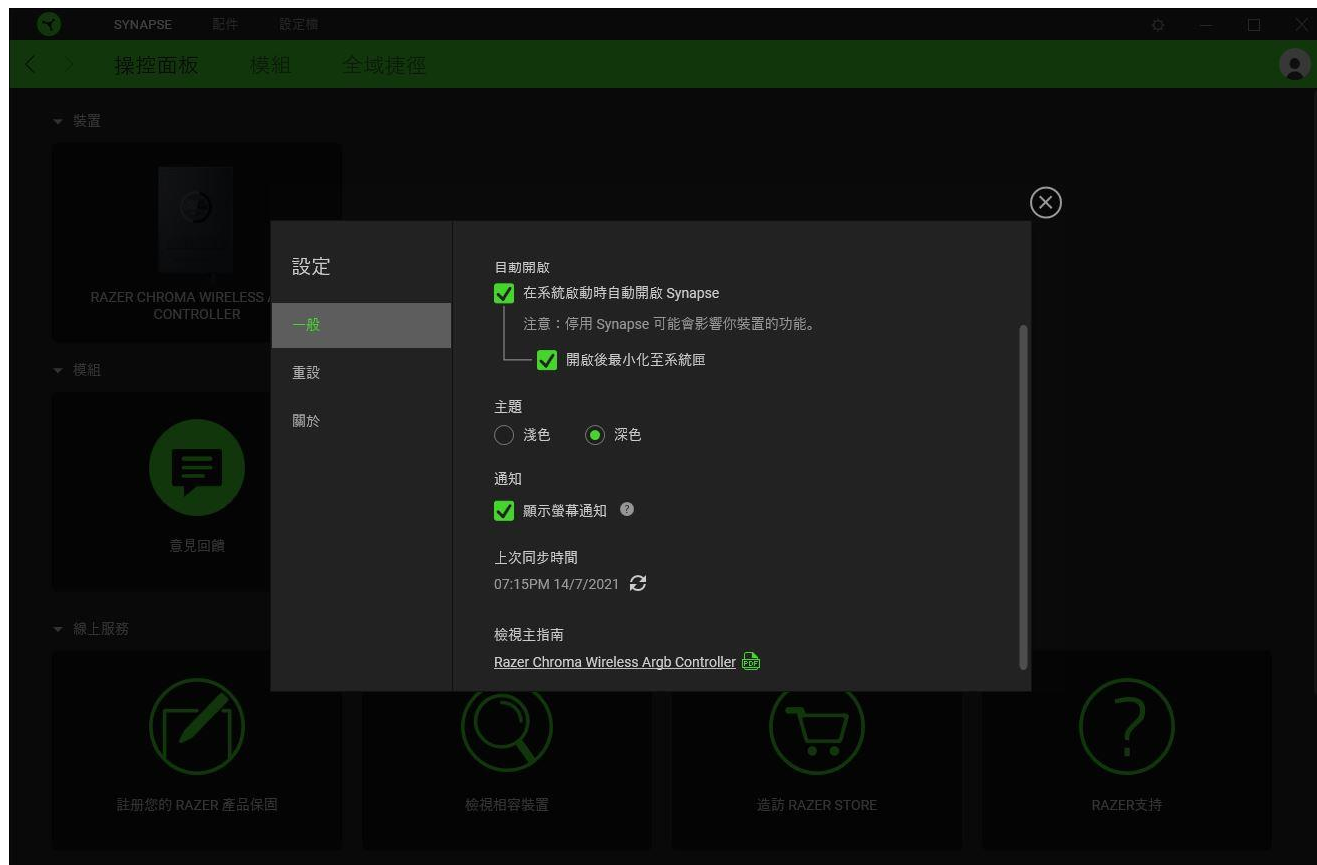 SYNAPSE 配件 設定檔
操控面板 模組 全域捷徑
裝置
RAZER CHROMA WIRELESS A
CONTROLLER
模組
意見回饋
線上服務
註册您的 RAZER 產品保固
檢視相容裝置
造訪 RAZER STORE
RAZER支持
設定
一般
重設
關於
自動開啟
在系統啟動時自動開啟 Synapse
注意：停用 Synapse 可能會影響你裝置的功能。
開啟後最小化至系統匣
主題
淺色 深色
通知
顯示螢幕通知 ?
上次同步時間
07:15PM 14/7/2021
檢視主指南
Razer Chroma Wireless Argb Controller PDF